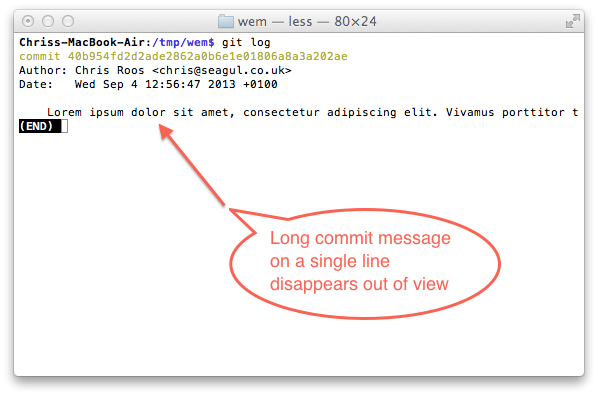 wem — less — 80×24
Chriss-MacBook-Air:/tmp/wem$ git log
commit 40b954fd2d2ade2862a0b6e1e01806a8a3a202ae
Author: Chris Roos <chris@seagul.co.uk>
Date:   Wed Sep 4 12:56:47 2013 +0100
Lorem ipsum dolor sit amet, consectetur adipiscing elit. Vivamus porttitor t
(END)
Long commit message
on a single line
disappears out of view